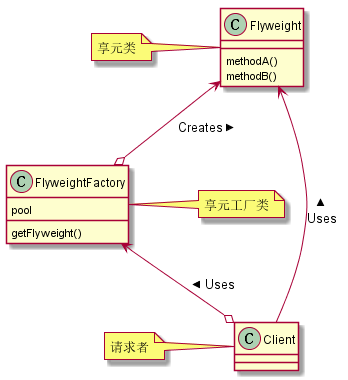 享元类
C Flyweight
methodA()
methodB()
Creates ▶
C FlyweightFactory
pool
getFlyweight()
享元工厂类
▲
Uses
◀ Uses
请求者
C Client